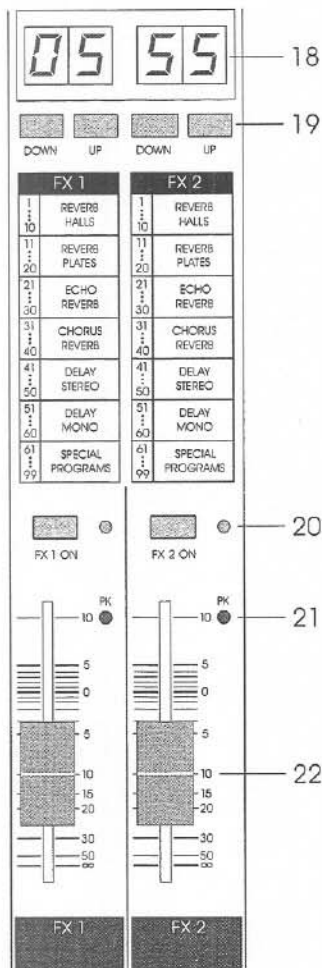 05 55 18
19
DOWN UP DOWN UP
FX 1 FX 2
1 REVERB 1 REVERB
10 HALLS 10 HALLS
11 REVERB 11 REVERB
20 PLATES 20 PLATES
21 ECHO 21 ECHO
30 REVERB 30 REVERB
31 CHORUS 31 CHORUS
40 REVERB 40 REVERB
41 DELAY 41 DELAY
50 STEREO 50 STEREO
51 DELAY 51 DELAY
60 MONO 60 MONO
61 SPECIAL 61 SPECIAL
99 PROGRAMS 99 PROGRAMS
20
FX 1 ON FX 2 ON
PK PK
10 10 21
5 5
0 0
5 5
10 10 22
15 15
20 20
30 30
50 50
∞ ∞
FX 1 FX 2